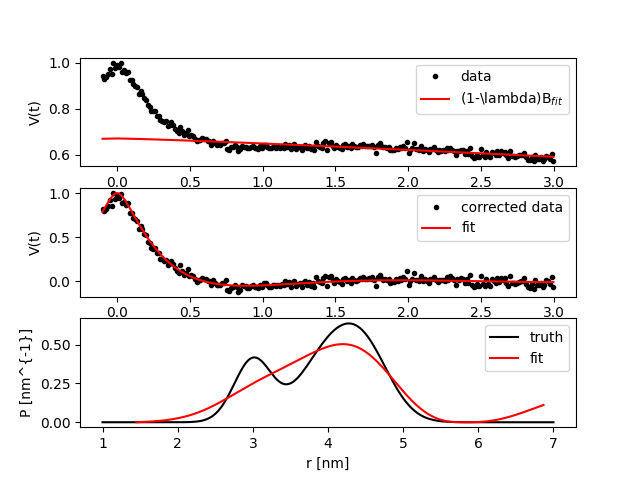 1.0
0.8
0.6
V(t)
data
(1-\lambda)B_fit
0.0 0.5 1.0 1.5 2.0 2.5 3.0
1.0
0.5
0.0
V(t)
corrected data
fit
0.0 0.5 1.0 1.5 2.0 2.5 3.0
0.50
0.25
0.00
P [nm^{-1}]
truth
fit
1 2 3 4 5 6 7
r [nm]